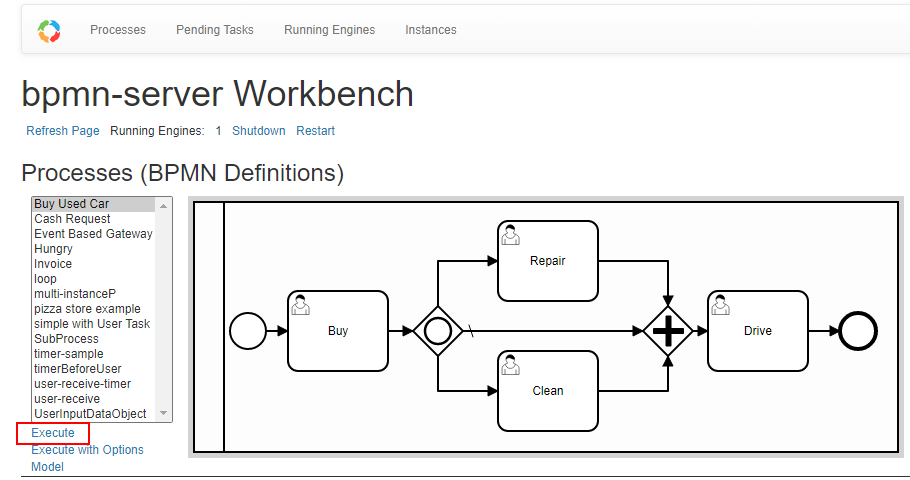 Processes Pending Tasks Running Engines Instances
bpmn-server Workbench
Refresh Page Running Engines: 1 Shutdown Restart
Processes (BPMN Definitions)
Buy Used Car
Cash Request
Event Based Gateway
Hungry
Invoice
loop
multi-instanceP
pizza store example
simple with User Task
SubProcess
timer-sample
timerBeforeUser
user-receive-timer
user-receive
UserInputDataObject
Execute
Execute with Options
Model
Buy
Repair
Clean
Drive